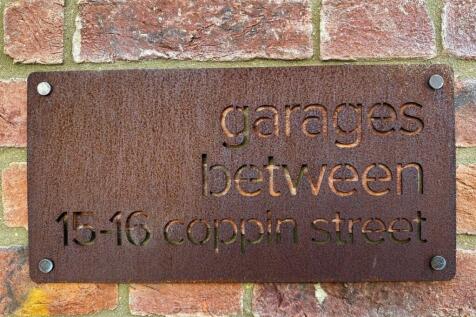 garages
between
15-16 coppin street